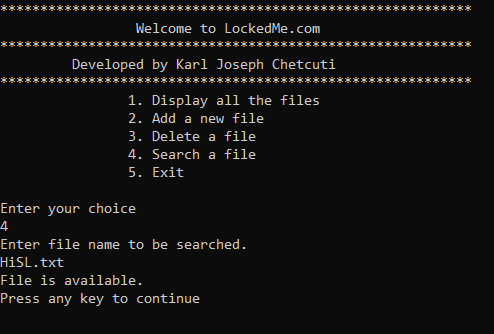 ***********************************************************
Welcome to LockedMe.com
***********************************************************
Developed by Karl Joseph Chetcuti
***********************************************************
1. Display all the files
2. Add a new file
3. Delete a file
4. Search a file
5. Exit
Enter your choice
4
Enter file name to be searched.
HiSL.txt
File is available.
Press any key to continue